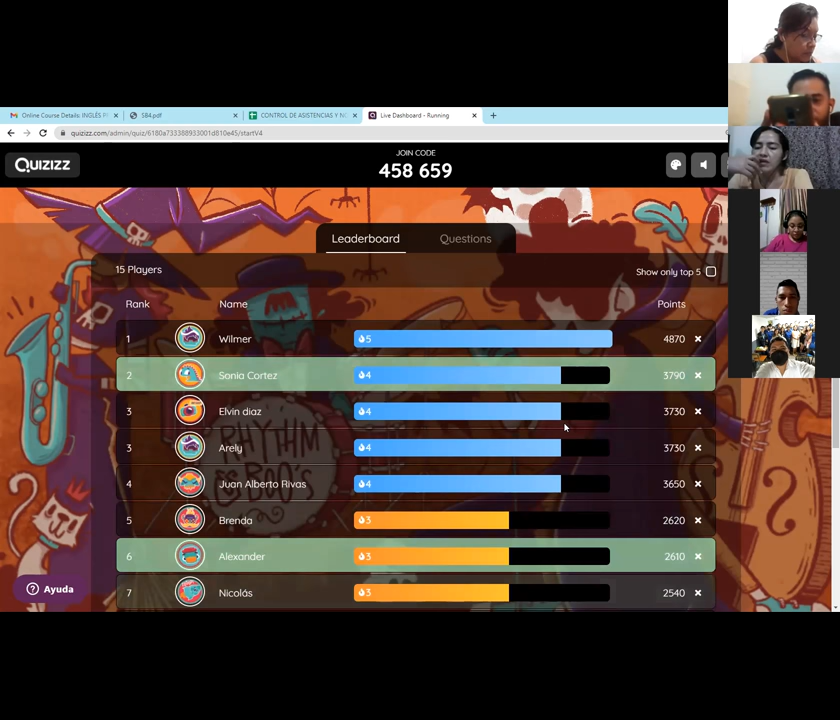 Online Course Details: INGLÉS P
584.pdf
CONTROL DE ASISTENCIAS Y NO
Live Dashboard - Running
quizizz.com/admin/quiz/6180a733388933001d810e45/startV4
QUIZIZZ
JOIN CODE
458 659
Leaderboard
Questions
15 Players
Show only top 5
Rank Name Points
1 Wilmer 5 4870
2 Sonia Cortez 4 3790
3 Elvin diaz 4 3730
3 Arely 4 3730
4 Juan Alberto Rivas 4 3650
5 Brenda 3 2620
6 Alexander 3 2610
7 Nicolás 3 2540
RHYTHM
&
BOO'S
Ayuda